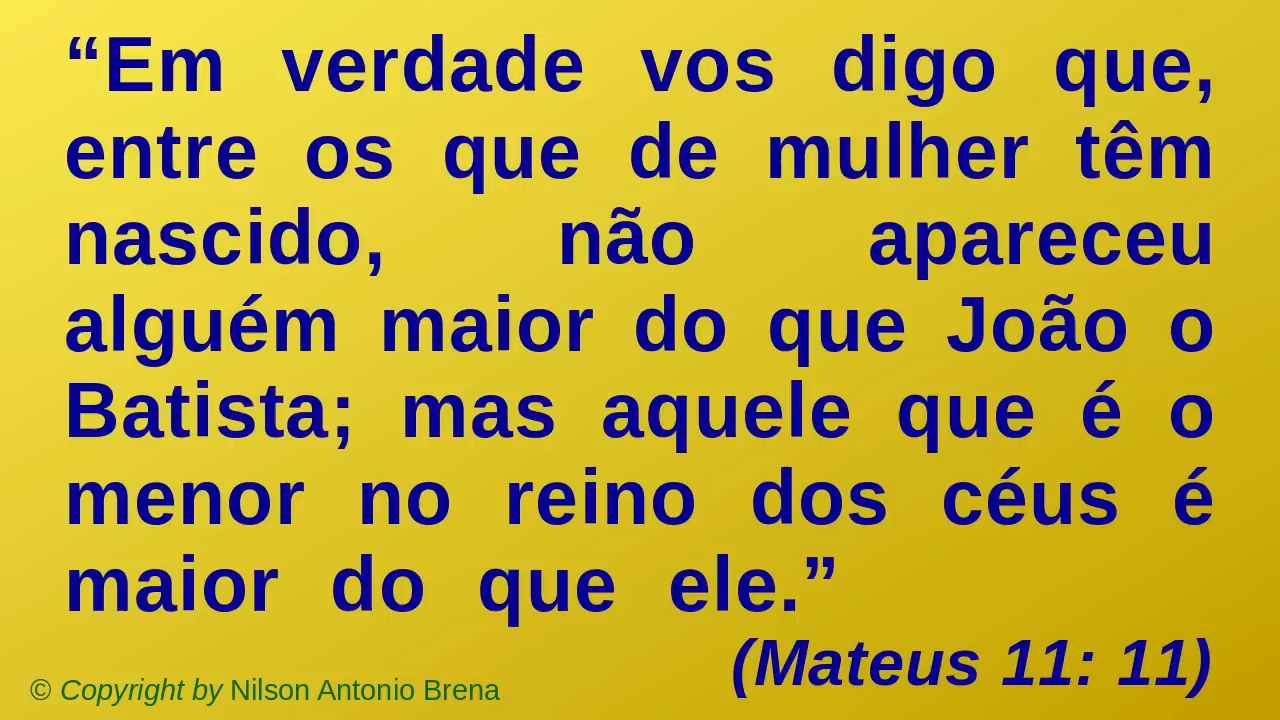 “Em verdade vos digo que,
entre os que de mulher têm
nascido, não apareceu
alguém maior do que João o
Batista; mas aquele que é o
menor no reino dos céus é
maior do que ele.”
(Mateus 11: 11)
© Copyright by Nilson Antonio Brena